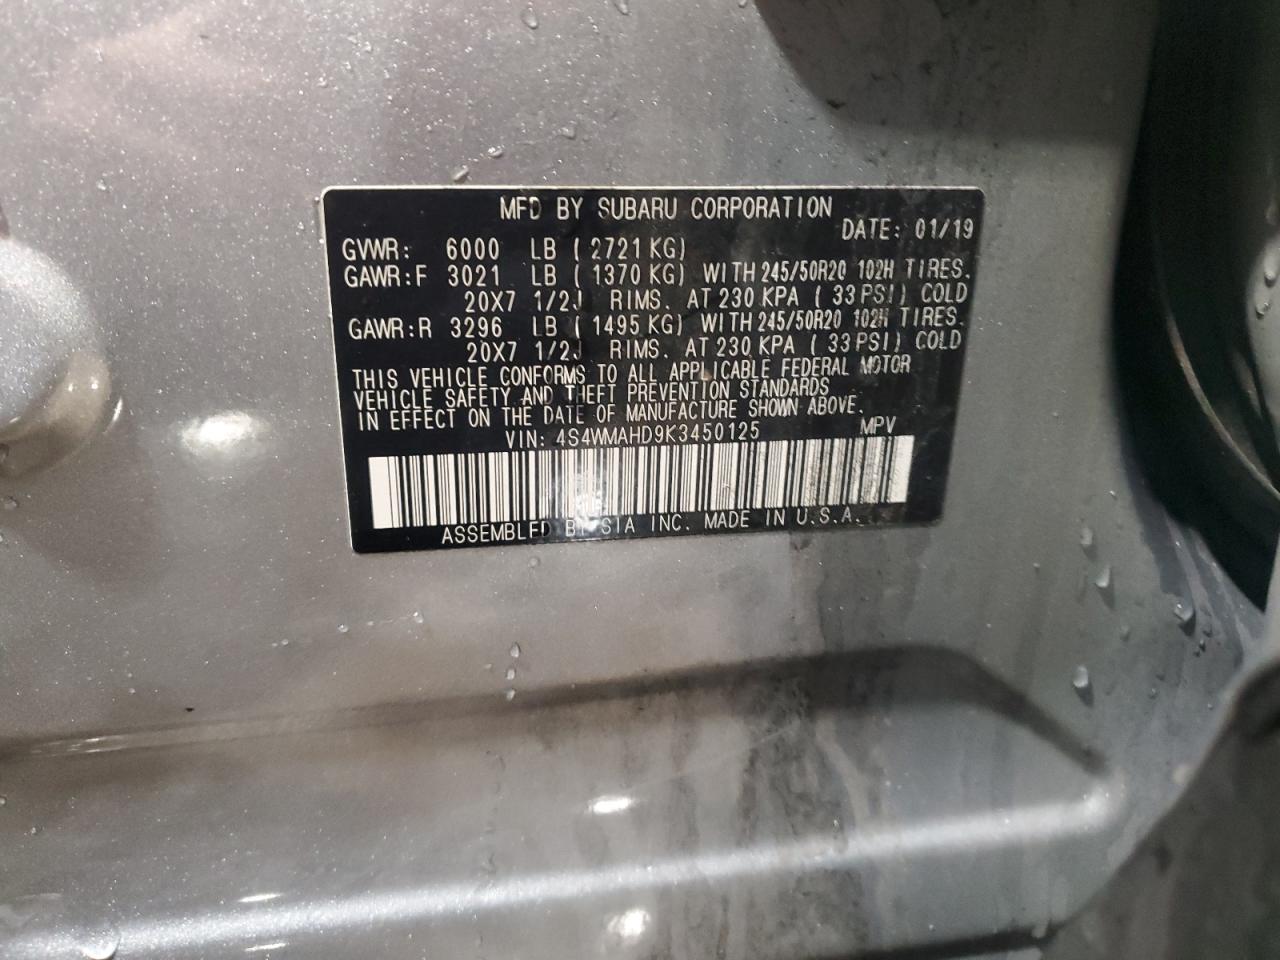 MFD BY SUBARU CORPORATION
DATE: 01/19
GVWR: 6000 LB ( 2721 KG)
GAWR:F 3021 LB ( 1370 KG) WITH 245/50R20 102H TIRES.
20X7 1/2J RIMS. AT 230 KPA ( 33 PSI) COLD
GAWR:R 3296 LB ( 1495 KG) WITH 245/50R20 102H TIRES.
20X7 1/2J RIMS. AT 230 KPA ( 33 PSI) COLD
THIS VEHICLE CONFORMS TO ALL APPLICABLE FEDERAL MOTOR
VEHICLE SAFETY AND THEFT PREVENTION STANDARDS
IN EFFECT ON THE DATE OF MANUFACTURE SHOWN ABOVE.
VIN: 4S4WMAHD9K3450125 MPV
ASSEMBLED BY SIA INC. MADE IN U.S.A.